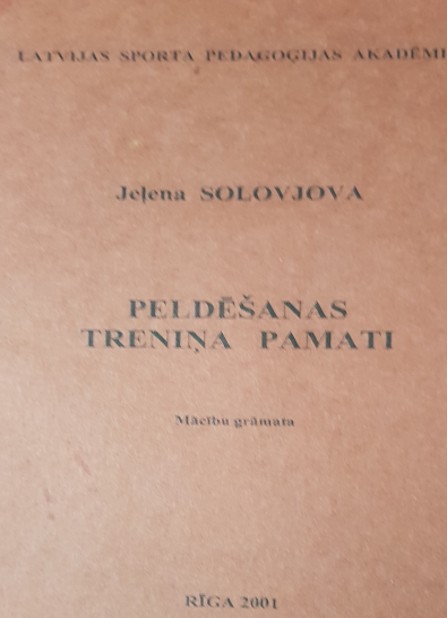 LATVIJAS SPORTA PEDAGOĢIJAS AKADĒMI
Jeļena SOLOVJOVA
PELDĒŠANAS
TRENIŅA PAMATI
Mācību grāmata
RĪGA 2001